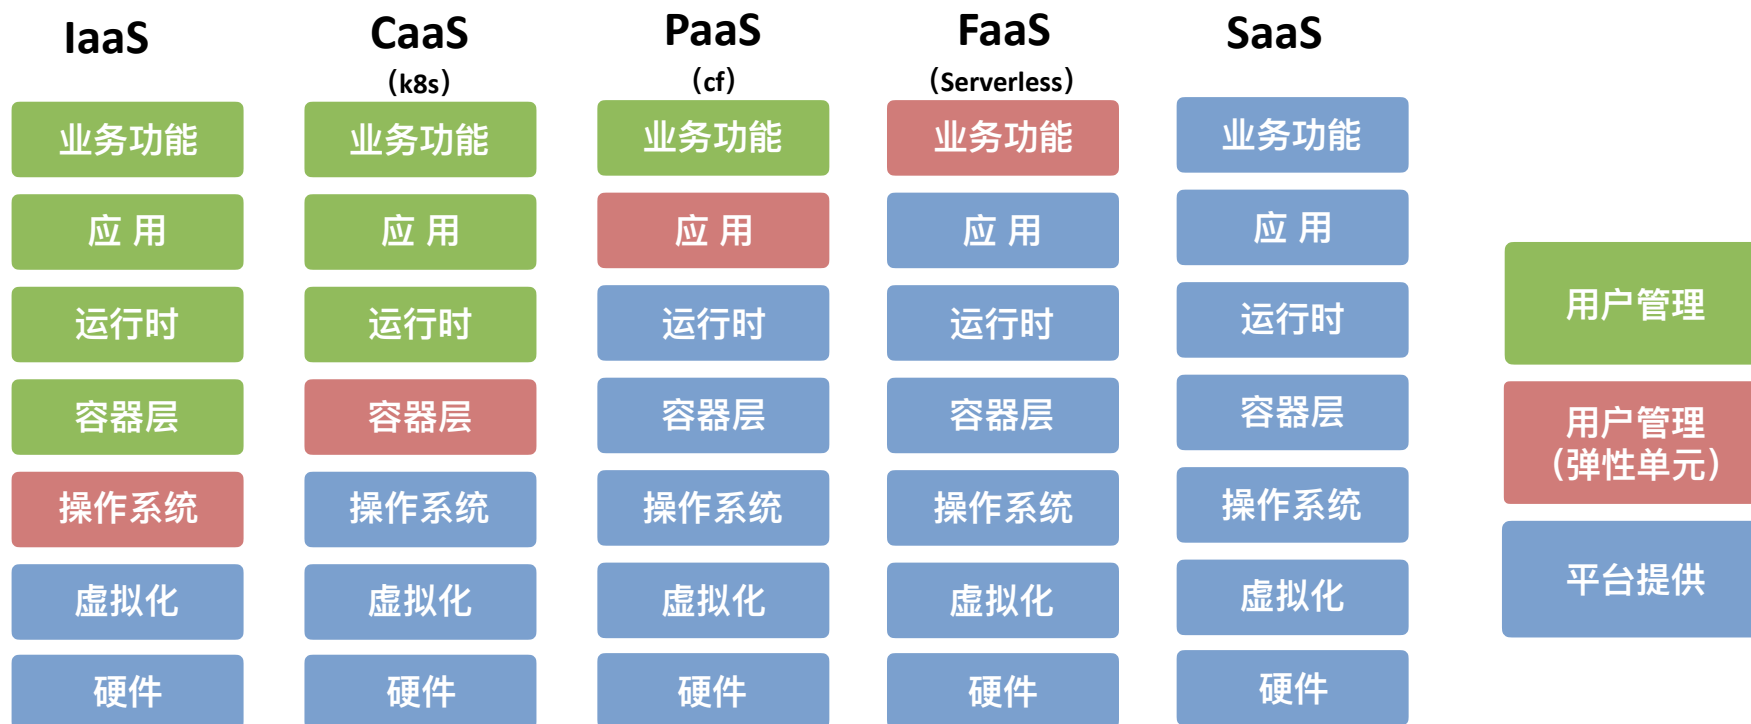 IaaS
CaaS
（k8s）
PaaS
（cf）
FaaS
（Serverless）
SaaS
业务功能
业务功能
业务功能
业务功能
业务功能
应 用
应 用
应 用
应 用
应 用
运行时
运行时
运行时
运行时
运行时
容器层
容器层
容器层
容器层
容器层
操作系统
操作系统
操作系统
操作系统
操作系统
虚拟化
虚拟化
虚拟化
虚拟化
虚拟化
硬件
硬件
硬件
硬件
硬件
用户管理
用户管理
（弹性单元）
平台提供